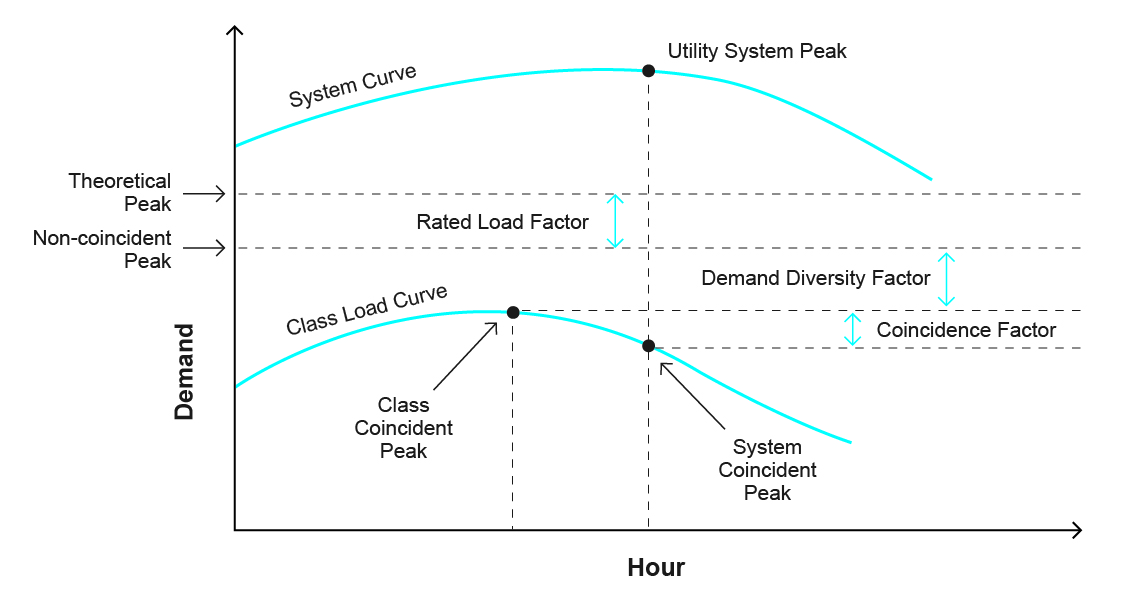 Utility System Peak
System Curve
Theoretical
Peak
Rated Load Factor
Non-coincident
Peak
Demand Diversity Factor
Class Load Curve
Coincidence Factor
Demand
Class
Coincident
Peak
System
Coincident
Peak
Hour